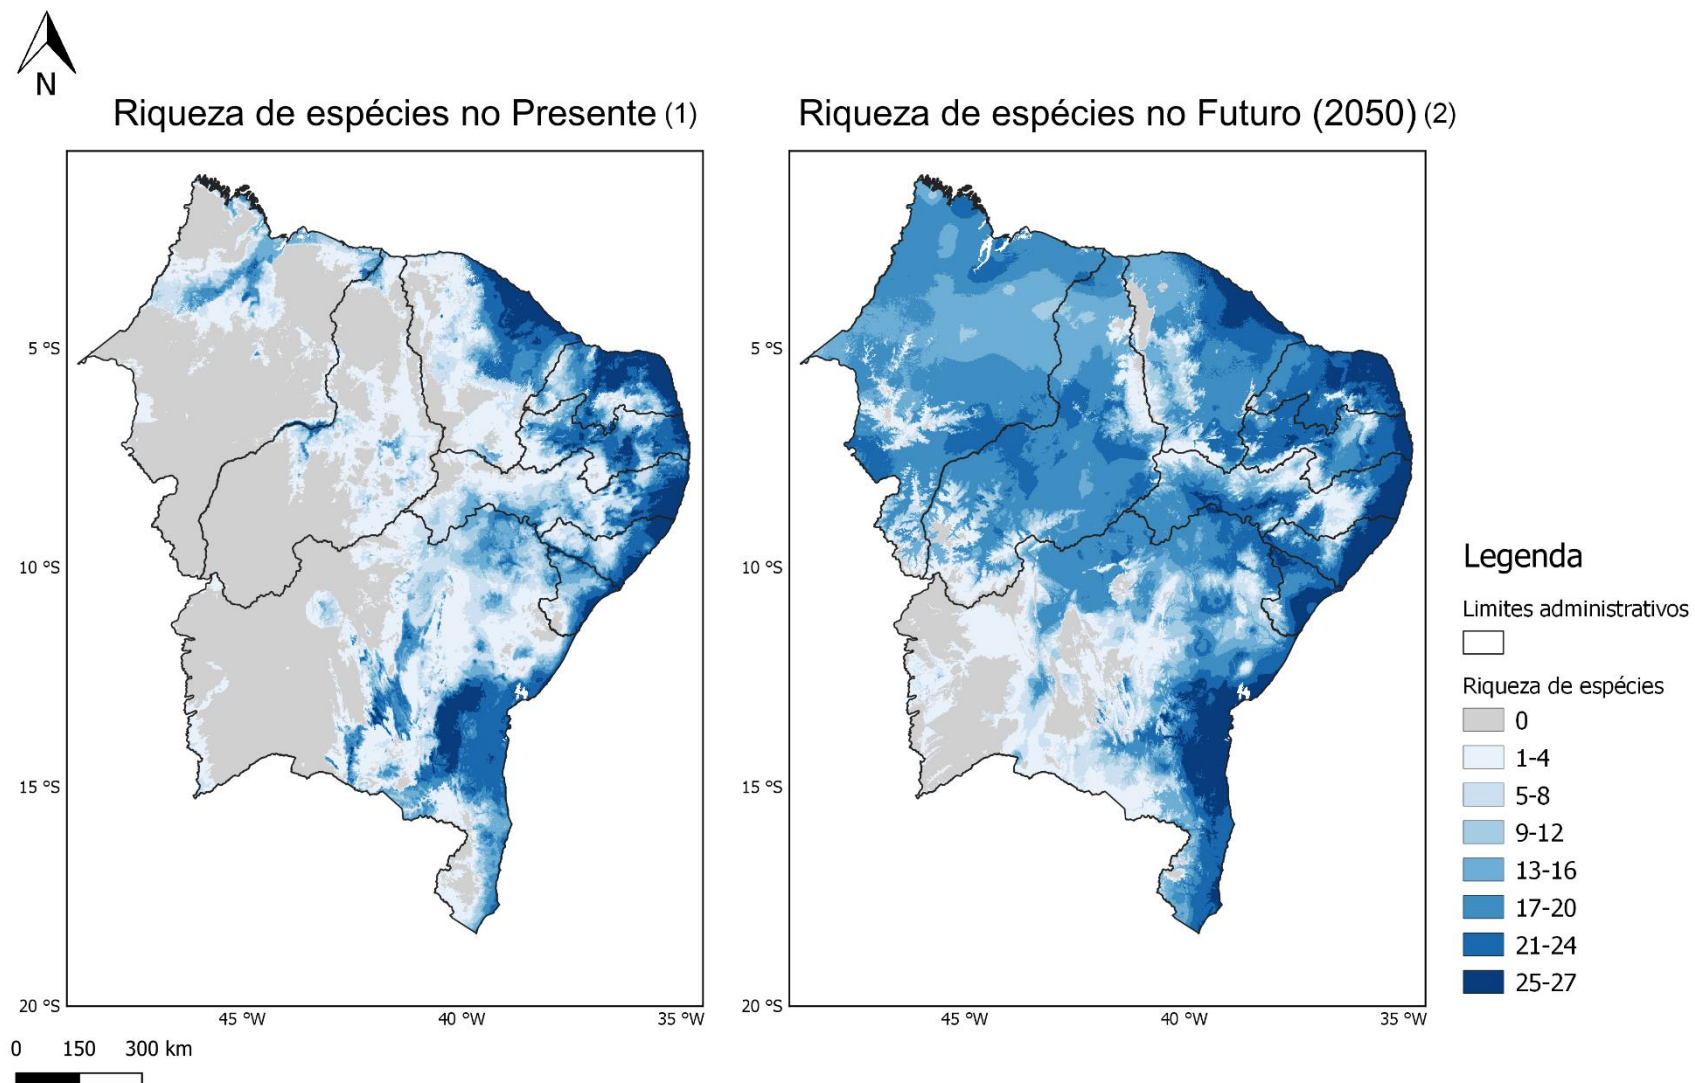 N
Riqueza de espécies no Presente (1)
Riqueza de espécies no Futuro (2050) (2)
5 °S
10 °S
15 °S
20 °S
45 °W
40 °W
35 °W
5 °S
10 °S
15 °S
20 °S
45 °W
40 °W
35 °W
0 150 300 km
Legenda
Limites administrativos
Riqueza de espécies
0
1-4
5-8
9-12
13-16
17-20
21-24
25-27